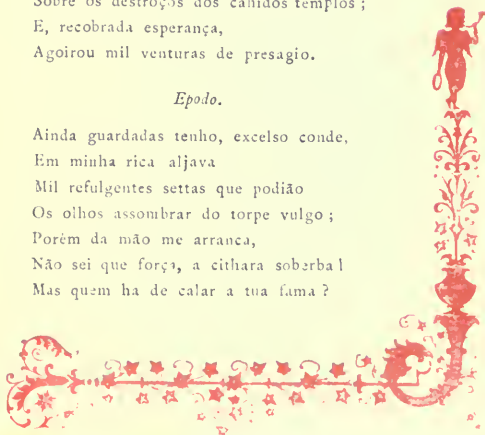 Sobre os destroços dos cahidos templos ;
E, recobrada esperança,
Agoirou mil venturas de presagio.
Epodo.
Ainda guardadas tenho, excelso conde,
Em minha rica aljava
Mil refulgentes settas que podião
Os olhos assombrar do torpe vulgo ;
Porém da mão me arranca,
Não sei que força, a cithara soberba !
Mas quem ha de calar a tua fama ?